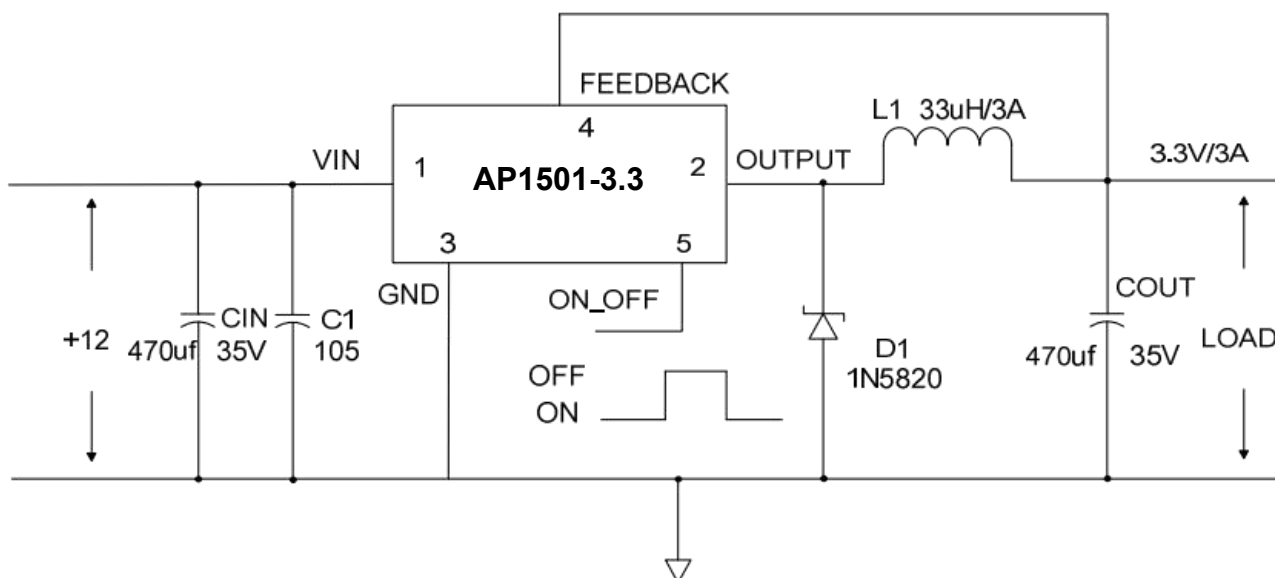 FEEDBACK
4
L1 33uH/3A
VIN
1
AP1501-3.3
2
OUTPUT
3.3V/3A
3
5
GND
ON_OFF
COUT
CIN
C1
+12
470uf 35V
105
D1
1N5820
470uf 35V
LOAD
OFF
ON